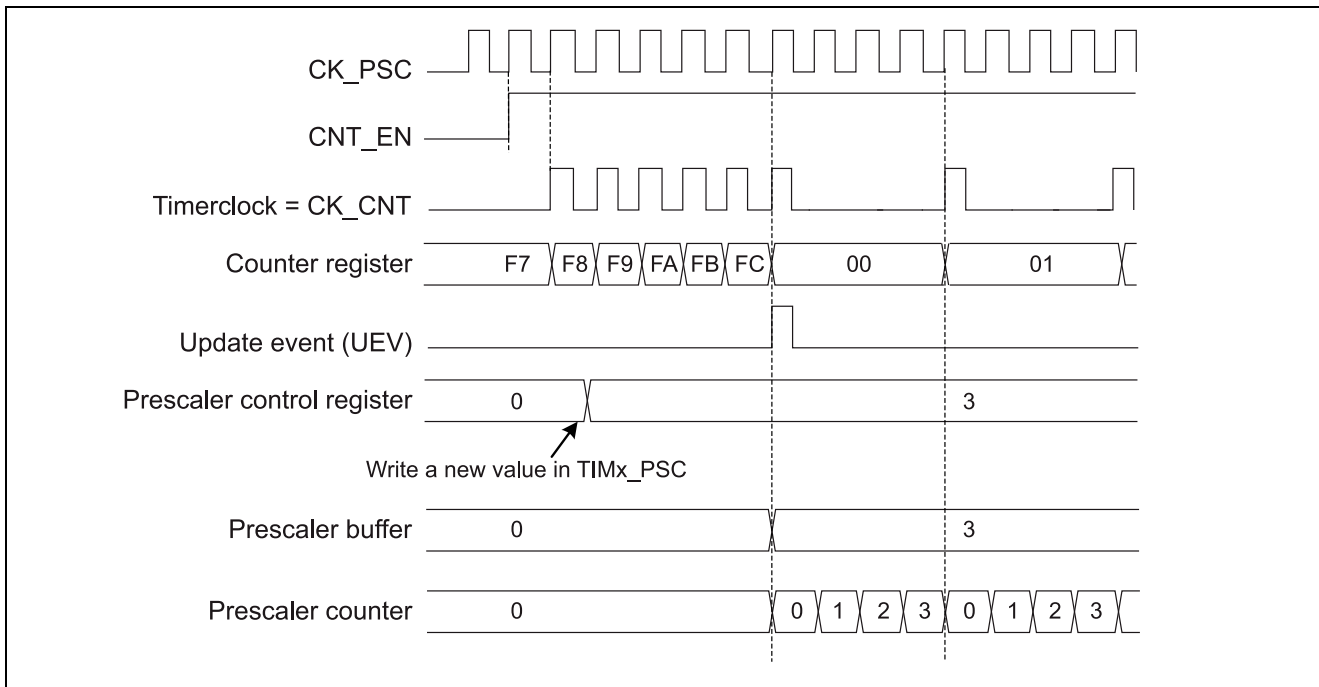 CK_PSC
CNT_EN
Timerclock = CK_CNT
Counter register F7 F8 F9 FA FB FC 00 01
Update event (UEV)
Prescaler control register 0 3
Write a new value in TIMx_PSC
Prescaler buffer 0 3
Prescaler counter 0 0 1 2 3 0 1 2 3